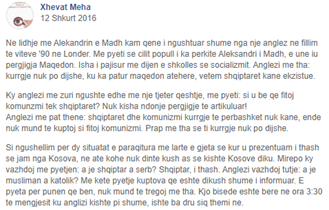 Xhevat Meha
12 Shkurt 2016
Ne lidhje me Alekandrin e Madh kam qene i ngushtuar shume nga nje anglez ne fillim
te viteve '90 ne Londer. Me pyeti se cilit popull i ka perkite Aleksandri i Madh, e une iu
pergjigja Maqedon. Isha i pajisur me dijen e shkolles se socializmit. Anglezi me tha:
kurrgje nuk po dijshe, ku ka patur maqedon atehere, vetem shqiptaret kane ekzistue.
Ky anglezi me zuri ngushte edhe me nje tjeter qeshtje, me pyeti: si u be qe fitoj
komunzmi tek shqiptaret? Nuk kisha ndonje pergjigje te artikuluar!
Anglezi me pat thene: shqiptaret dhe komunizmi kurrgje te perbashket nuk kane, ende
nuk mund te kuptoj si fitoi komunizmi. Prap me tha se ti kurrgje nuk po dijshe.
Si ngushellim per dy situatat e paraqitura me larte e gjeta se kur u prezentuam i thash
se jam nga Kosova, ne ate kohe nuk dinte kush as se kishte Kosove diku. Mirepo ky
vazhdoj me pyetjen: a je shqiptar a serb? Shqiptar, i thash. Anglezi vazhdoj tutje: a je
musliman a katolik? Me kete pyetje kuptova qe eshte dikush shume i informuar. E
pyeta per punen qe ben, nuk mund te tregoj me tha. Kjo bisede eshte bere ne ora 3:30
te mengjesit ku anglezi kishte pi shume, ishte ba dru siq themi ne.